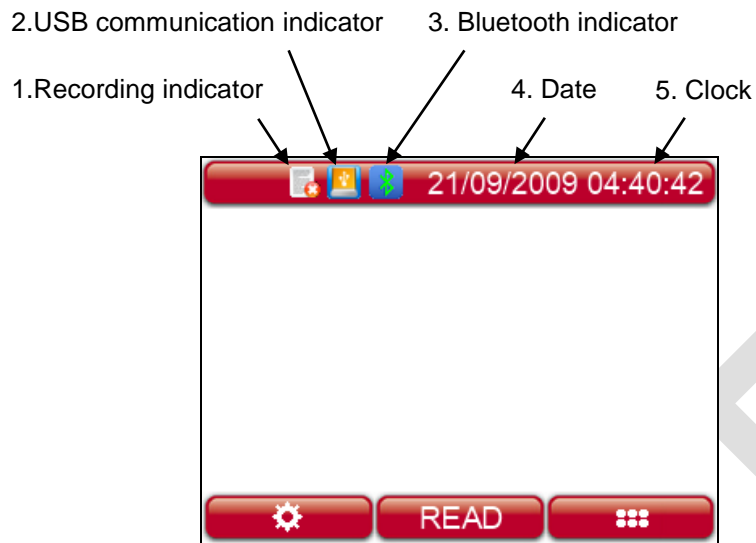 2.USB communication indicator 3. Bluetooth indicator
1.Recording indicator 4. Date 5. Clock
21/09/2009 04:40:42
READ